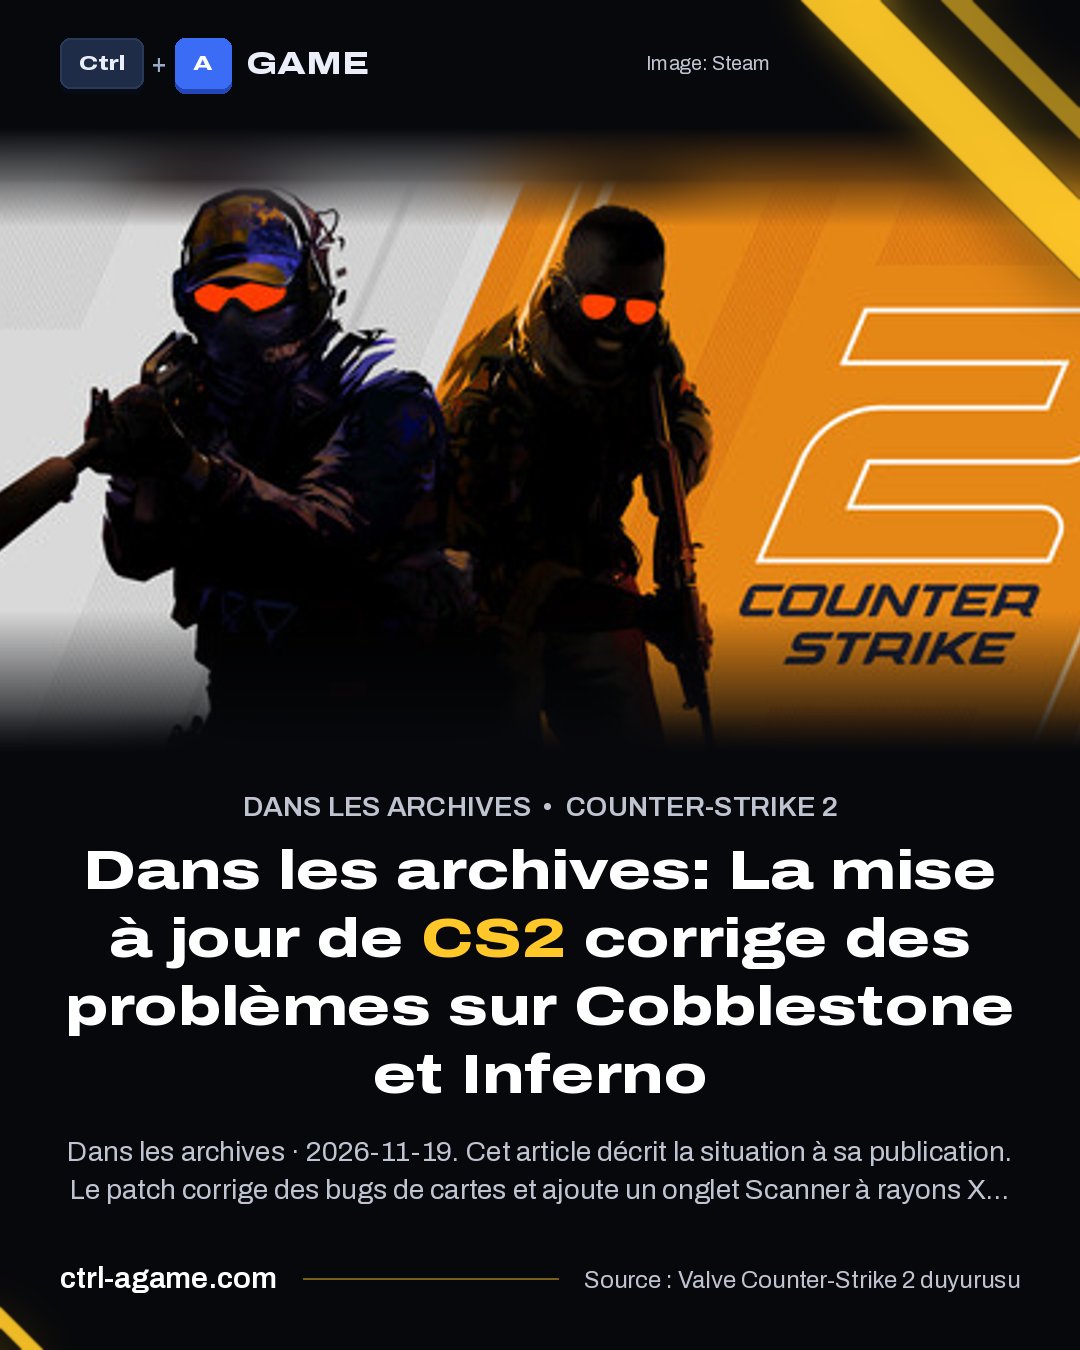 Ctrl + A GAME
Image: Steam
2
COUNTER
STRIKE
DANS LES ARCHIVES • COUNTER-STRIKE 2
Dans les archives: La mise
à jour de CS2 corrige des
problèmes sur Cobblestone
et Inferno
Dans les archives · 2026-11-19. Cet article décrit la situation à sa publication.
Le patch corrige des bugs de cartes et ajoute un onglet Scanner à rayons X...
ctrl-agame.com
Source : Valve Counter-Strike 2 duyurusu